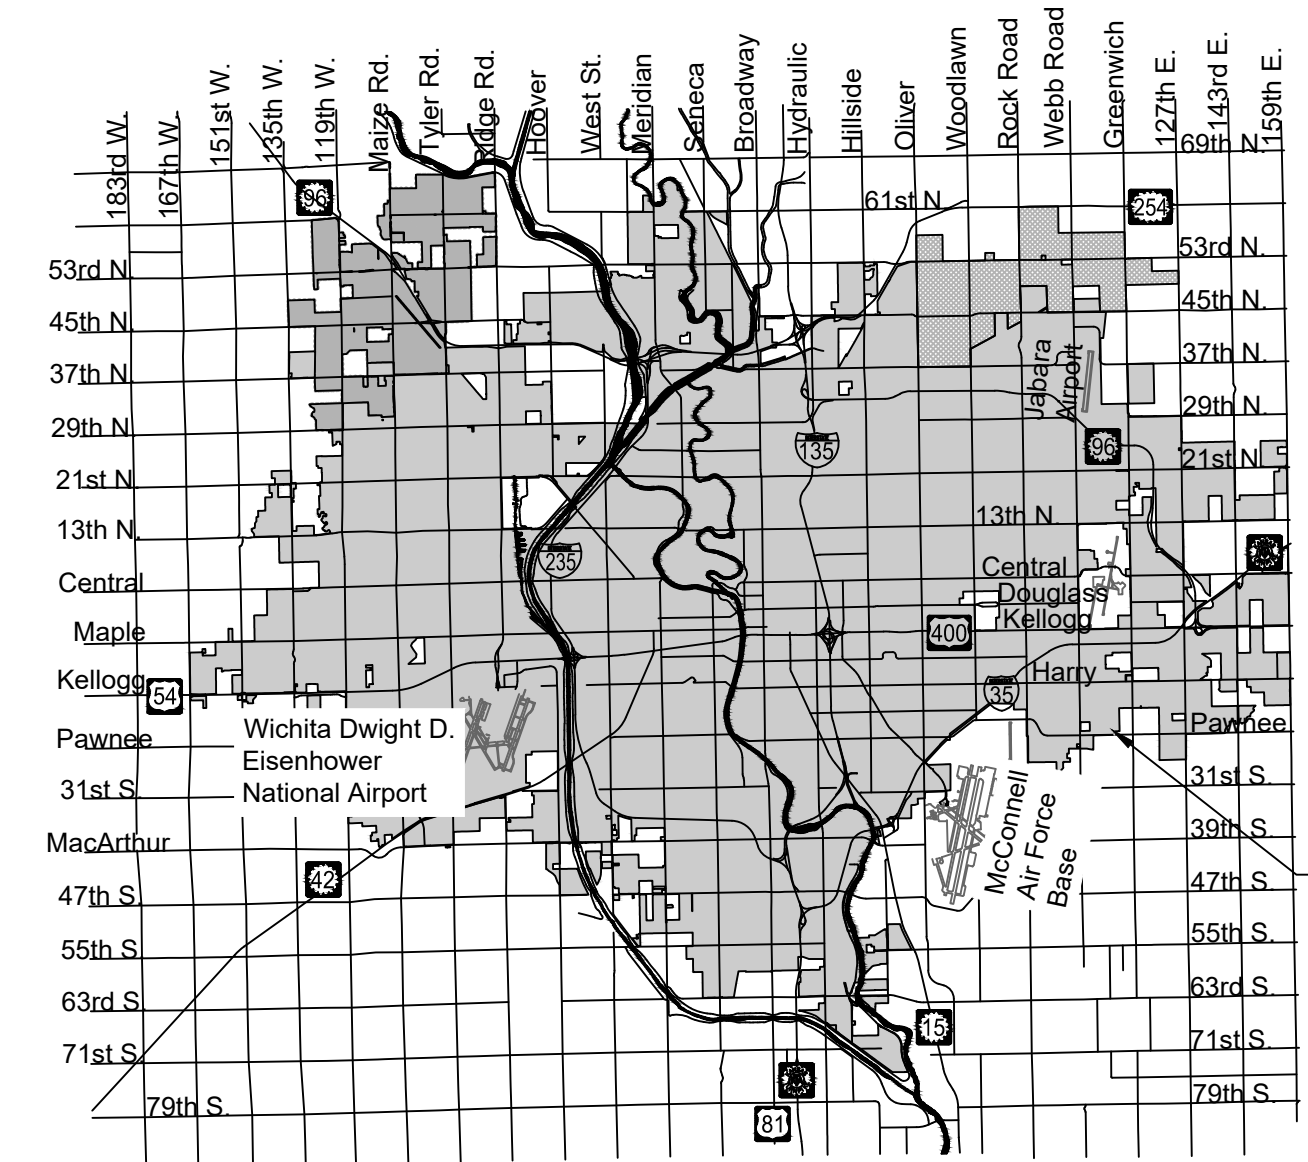 183rd W.
167th W.
151st W.
135th W.
119th W.
Maize Rd.
Tyler Rd.
Ridge Rd.
Hoover
West St.
Meridian
Seneca
Broadway
Hydraulic
Hillside
Oliver
Woodlawn
Rock Road
Webb Road
Greenwich
127th E.
143rd E.
159th E.
69th N.
96
61st N.
254
53rd N.
53rd N.
45th N.
45th N.
37th N.
37th N.
Jabara
Airport
29th N.
29th N.
135
96
21st N.
21st N.
13th N.
13th N.
235
Central
Central
Douglass
Kellogg
Maple
400
Kellogg
54
Harry
35
Wichita Dwight D.
Eisenhower
National Airport
Pawnee
Pawnee
31st S.
31st S.
McConnell
Air Force
Base
MacArthur
39th S.
42
47th S.
47th S.
55th S.
55th S.
63rd S.
63rd S.
15
71st S.
71st S.
79th S.
79th S.
81